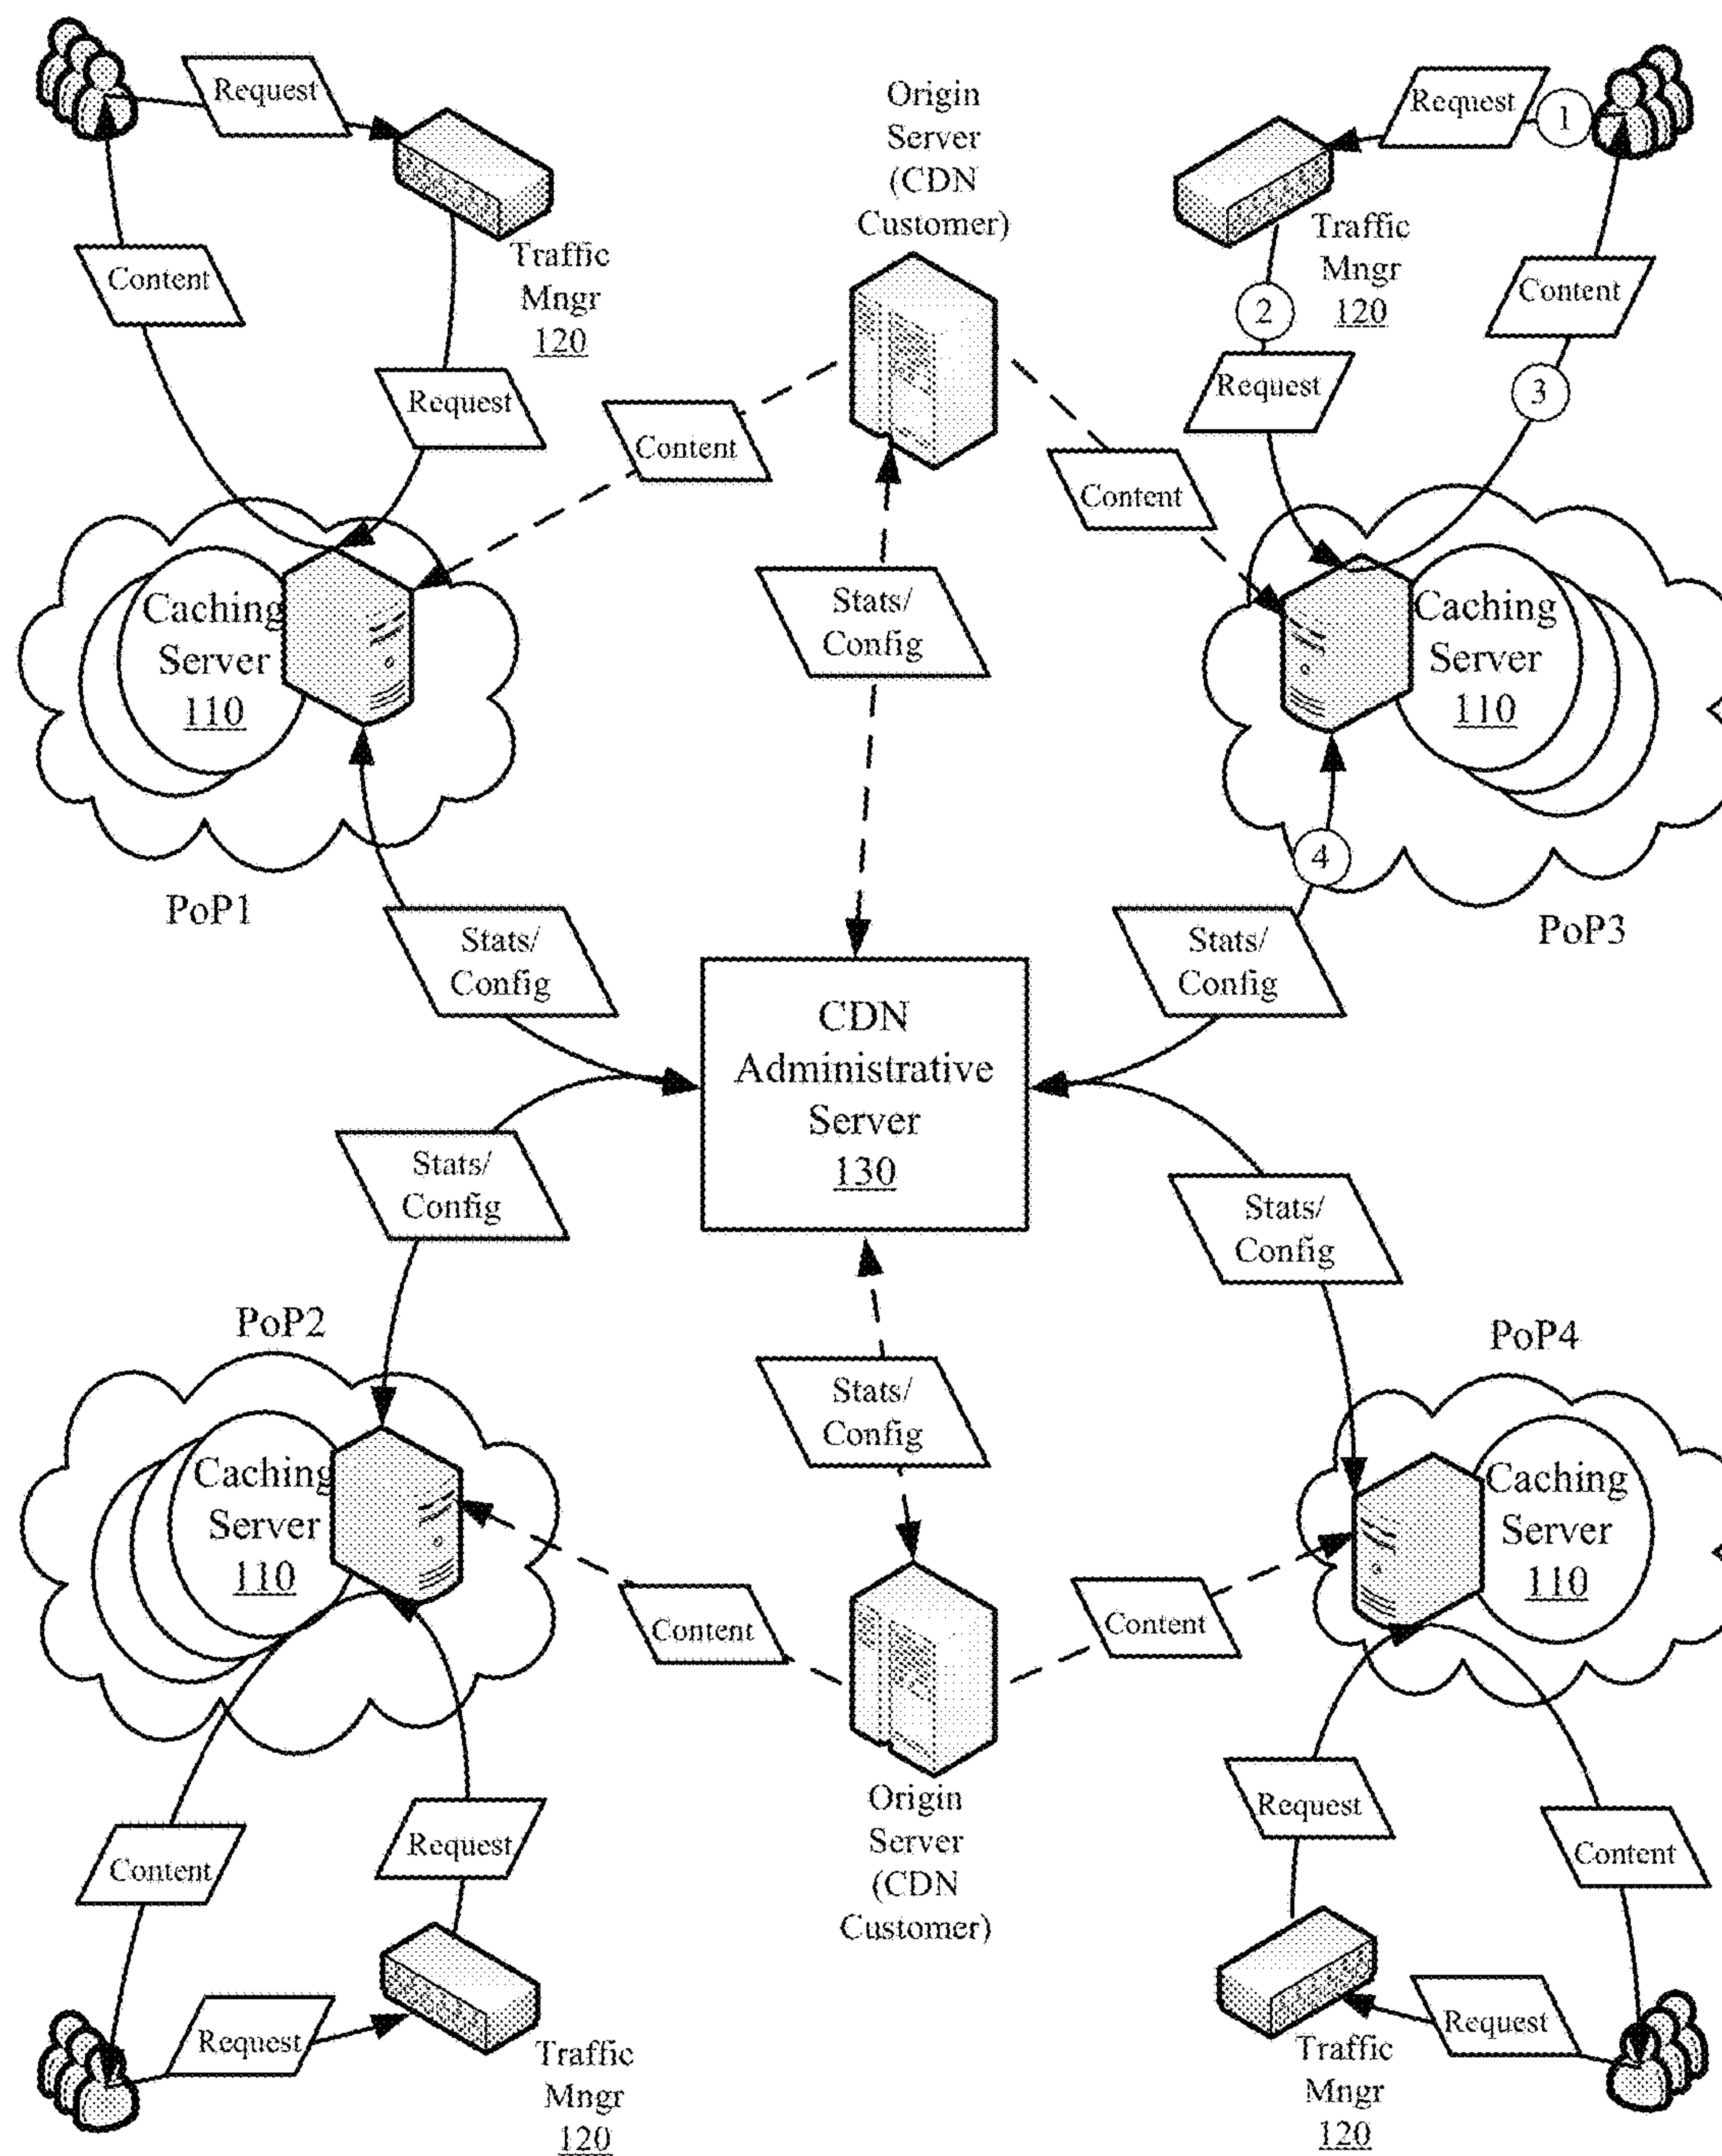 Request
Origin
Server
(CDN
Customer)
Request
1
Traffic
Mngr
120
Content
Request
Content
Traffic
Mngr
120
2
Content
3
Request
Content
Stats/
Config
Caching
Server
110
PoP1
Caching
Server
110
4
PoP3
Stats/
Config
Stats/
Config
CDN
Administrative
Server
130
Stats/
Config
Stats/
Config
PoP2
PoP4
Stats/
Config
Caching
Server
110
Caching
Server
110
Content
Content
Origin
Server
(CDN
Customer)
Content
Request
Request
Content
Request
Traffic
Mngr
120
Request
Traffic
Mngr
120